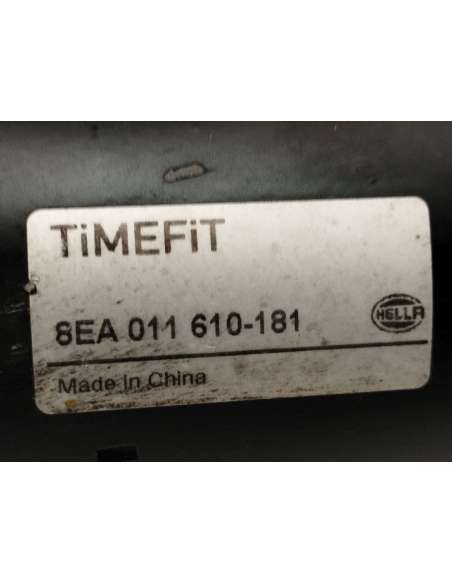 TiMEFiT
8EA 011 610-181
HELLA
Made in China